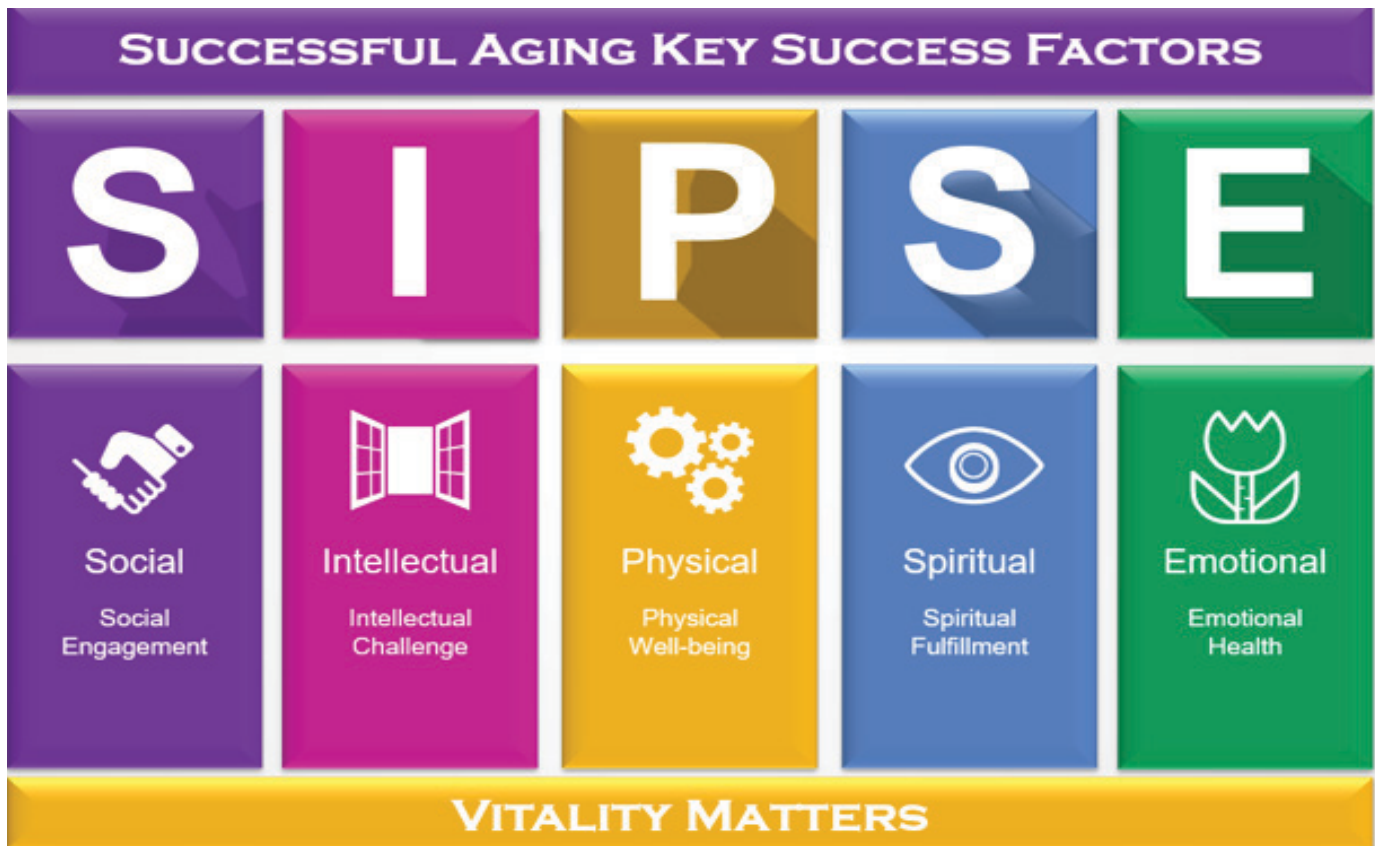 SUCCESSFUL AGING KEY SUCCESS FACTORS
S I P S E
Social
Social
Engagement
Intellectual
Intellectual
Challenge
Physical
Physical
Well-being
Spiritual
Spiritual
Fulfillment
Emotional
Emotional
Health
VITALITY MATTERS